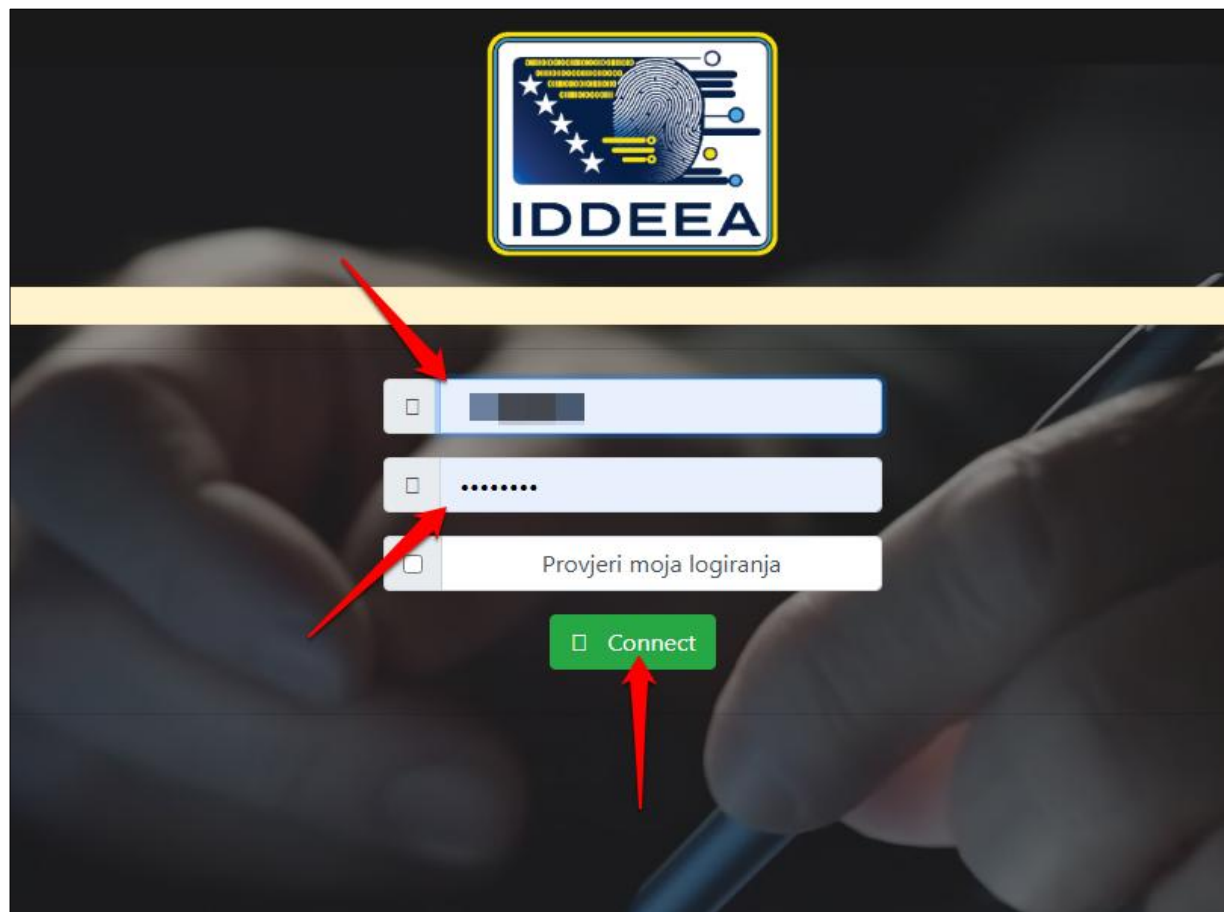 IDDEEA
••••••••
Provjeri moja logiranja
Connect